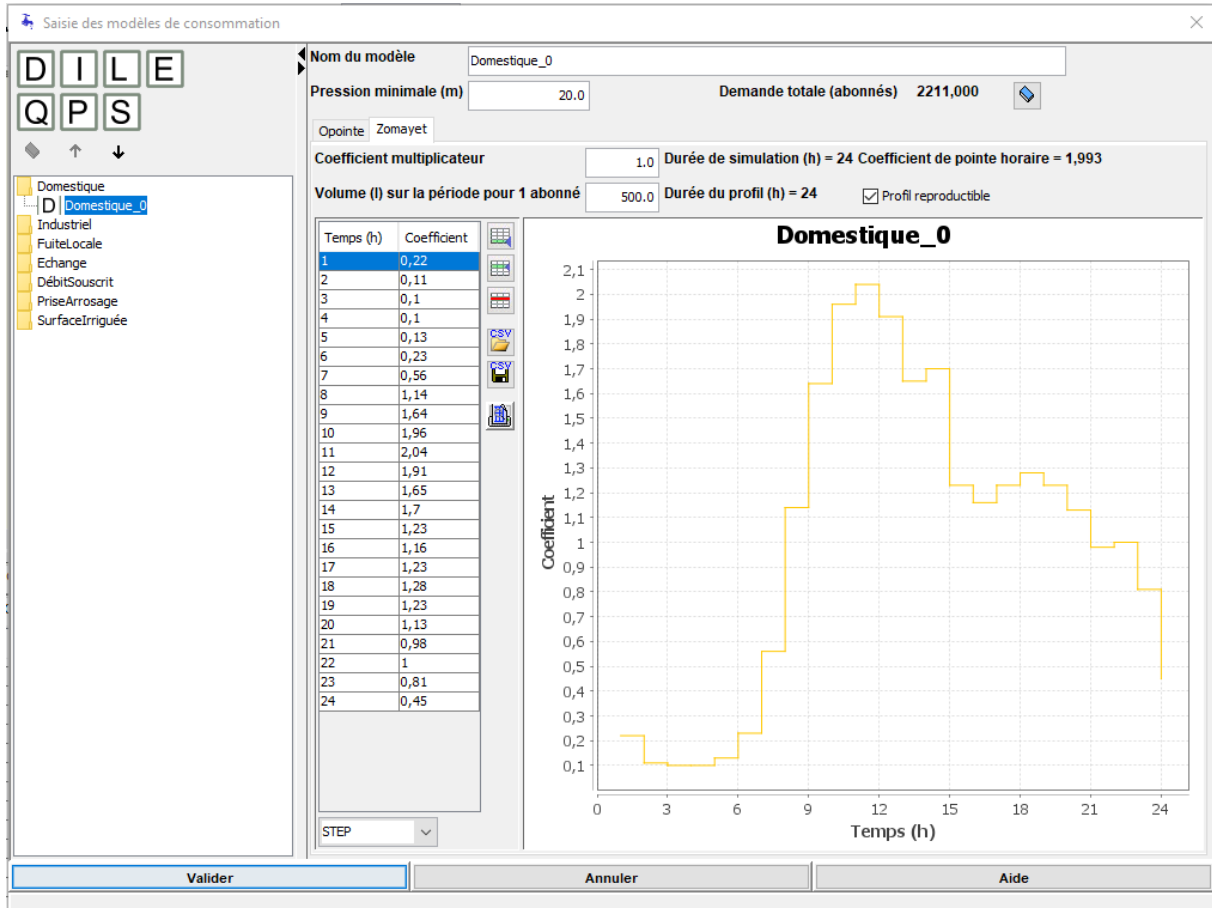 Saisie des modèles de consommation
D I L E
Q P S
Domestique
D Domestique_0
Industriel
FuiteLocale
Echange
DébitSouscrit
PriseArrosage
SurfaceIrriguée
Nom du modèle Domestique_0
Pression minimale (m) 20.0 Demande totale (abonnés) 2211,000
Opointe Zomayet
Coefficient multiplicateur 1.0 Durée de simulation (h) = 24 Coefficient de pointe horaire = 1,993
Volume (l) sur la période pour 1 abonné 500.0 Durée du profil (h) = 24 Profil reproductible
Temps (h) Coefficient
1 0,22
2 0,11
3 0,1
4 0,1
5 0,13
6 0,23
7 0,56
8 1,14
9 1,64
10 1,96
11 2,04
12 1,91
13 1,65
14 1,7
15 1,23
16 1,16
17 1,23
18 1,28
19 1,23
20 1,13
21 0,98
22 1
23 0,81
24 0,45
STEP
CSV
CSV
Domestique_0
2,1
2
1,9
1,8
1,7
1,6
1,5
1,4
1,3
1,2
1,1
1
0,9
0,8
0,7
0,6
0,5
0,4
0,3
0,2
0,1
Coefficient
0 3 6 9 12 15 18 21 24
Temps (h)
Valider Annuler Aide